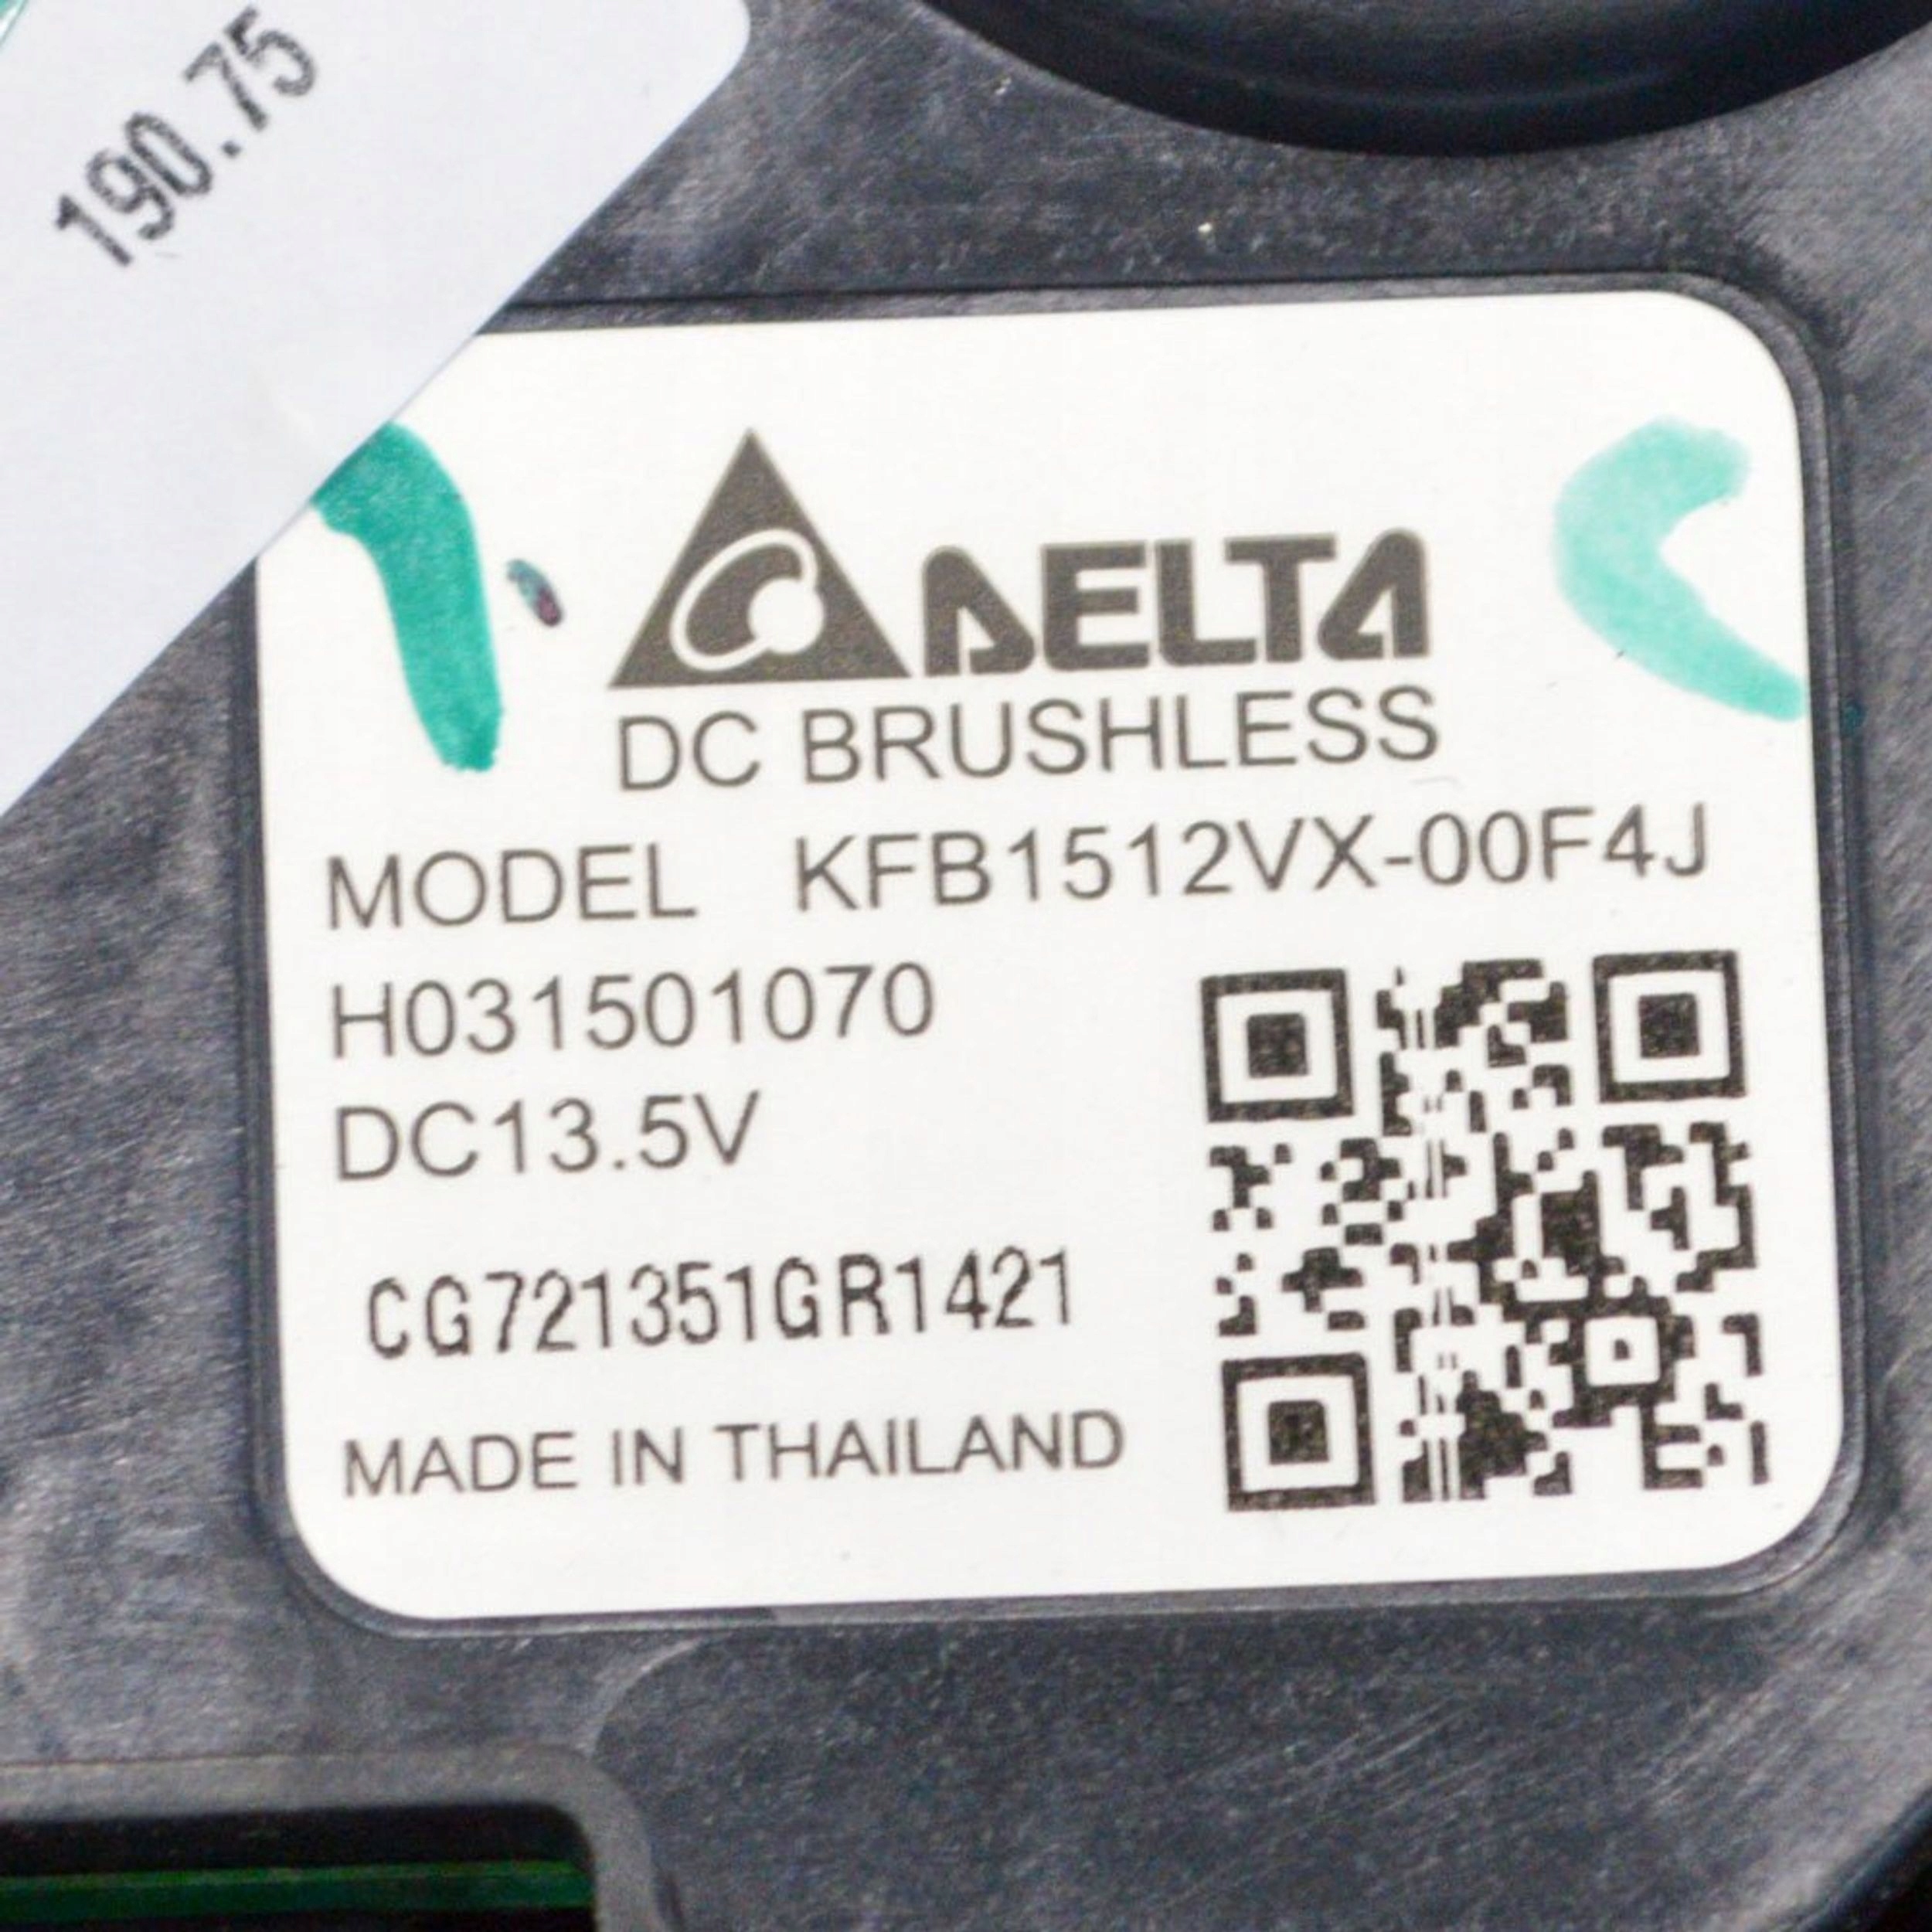 190.75
DELTA
DC BRUSHLESS
MODEL KFB1512VX-00F4J
H031501070
DC13.5V
CG721351GR1421
MADE IN THAILAND